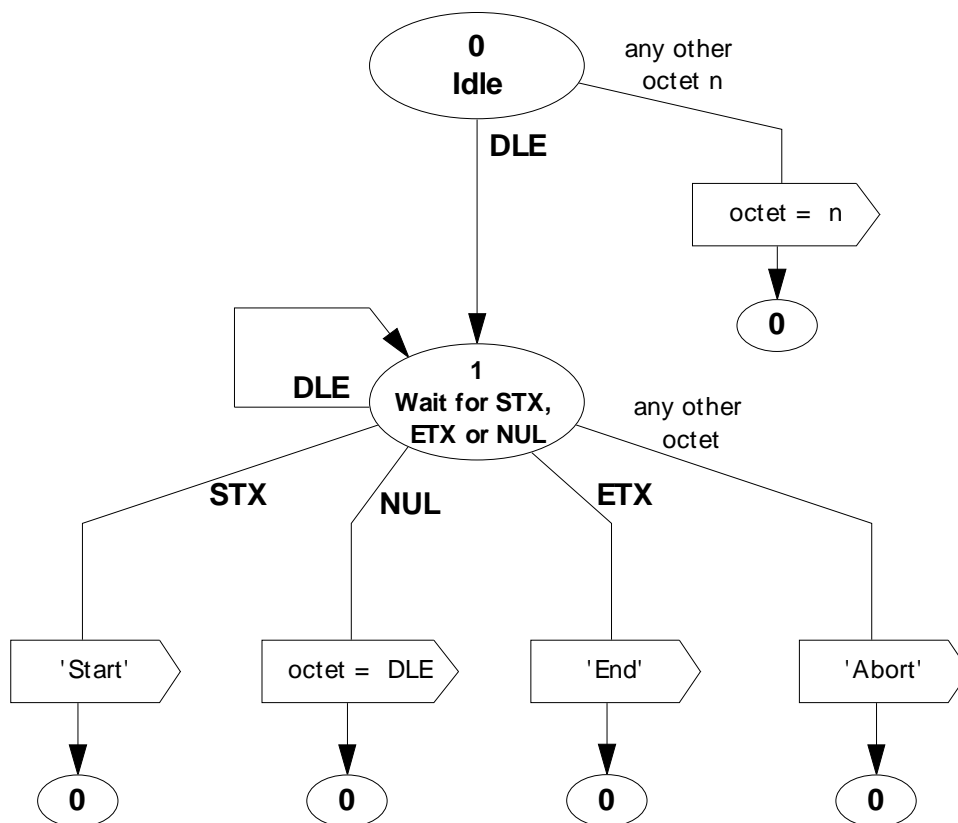 0
Idle
any other
octet n
DLE
octet = n
0
DLE
1
Wait for STX,
ETX or NUL
any other
octet
STX
NUL
ETX
'Start'
octet = DLE
'End'
'Abort'
0
0
0
0